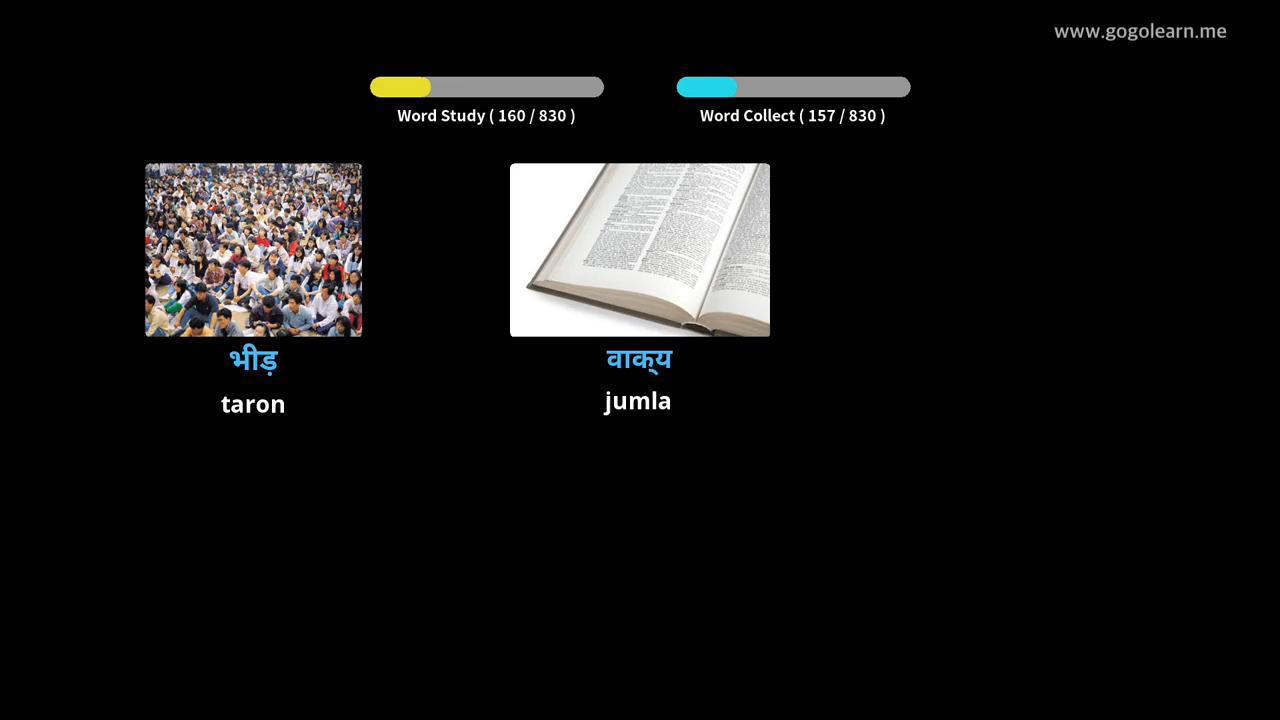 www.gogolearn.me
Word Study ( 160 / 830 )
Word Collect ( 157 / 830 )
भीड़
वाक्य
taron
jumla